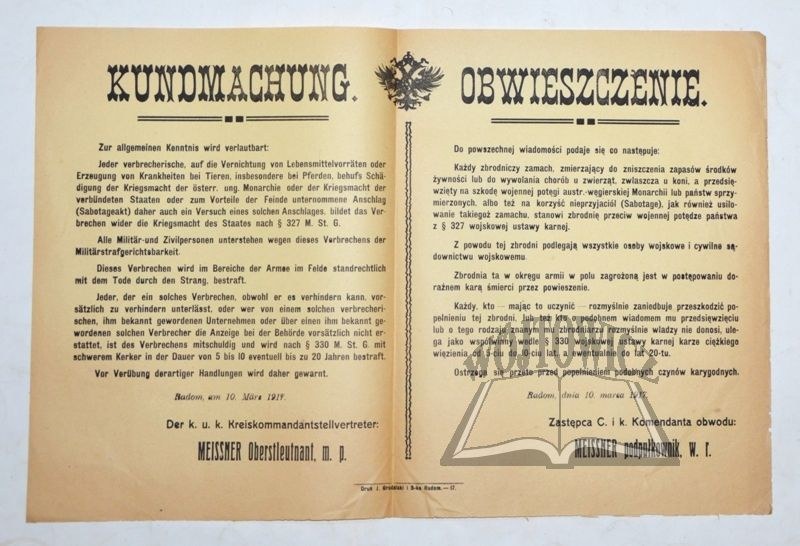 KUNDMACHUNG.
Zur allgemeinen Kenntnis wird verlautbart:
Jeder verbrecherische, auf die Vernichtung von Lebensmittelvorräten oder
Erzeugung von Krankheiten bei Tieren, insbesondere bei Pferden, behufs Schä-
digung der Kriegsmacht der österr. ung. Monarchie oder der Kriegsmacht der
verbündeten Staaten oder zum Vorteile der Feinde unternommene Anschlag
(Sabotageakt) daher auch ein Versuch eines solchen Anschlages, bildet das Ver-
brechen wider die Kriegsmacht des Staates nach § 327 M. St. G.
Alle Militär-und Zivilpersonen unterstehen wegen dieses Verbrechens der
Militärstrafgerichtsbarkeit.
Dieses Verbrechen wird im Bereiche der Armee im Felde standrechtlich
mit dem Tode durch den Strang, bestraft.
Jeder, der ein solches Verbrechen, obwohl er es verhindern kann, vor-
sätzlich zu verhindern unterlässt, oder wer von einem solchen verbrecheri-
schen, ihm bekannt gewordenen Unternehmen oder über einen ihm bekannt ge-
wordenen solchen Verbrecher die Anzeige bei der Behörde vorsätzlich nicht er-
stattet, ist des Verbrechens mitschuldig und wird nach § 330 M. St. G. mit
schwerem Kerker in der Dauer von 5 bis 10 eventuell bis zu 20 Jahren bestraft.
Vor Verübung derartiger Handlungen wird daher gewarnt.
Radom, am 10. März 1917.
Der k. u. k. Kreiskommandantstellvertreter:
MEISSNER Oberstleutnant, m. p.
OBWIESZCZENIE.
Do powszechnej wiadomości podaje się co następuje:
Każdy zbrodniczy zamach, zmierzający do zniszczenia zapasów środków
żywności lub do wywołania chorób u zwierząt, zwłaszcza u koni, a przedsię-
wzięty na szkodę wojennej potęgi austr.-węgierskiej Monarchii lub państw sprzy-
mierzonych, albo też na korzyść nieprzyjaciół (Sabotage), jak również usiło-
wanie takiegoż zamachu, stanowi zbrodnię przeciw wojennej potędze państwa
z § 327 wojskowej ustawy karnej.
Z powodu tej zbrodni podlegają wszystkie osoby wojskowe i cywilne są-
downictwu wojskowemu.
Zbrodnia ta w okręgu armii w polu zagrożoną jest w postępowaniu do-
raźnem karą śmierci przez powieszenie.
Każdy, kto — mając to uczynić — rozmyślnie zaniedbuje przeszkodzić po-
pełnieniu tej zbrodni, jak też kto o wiadomem mu przedsięwzięciu
lub o tego zbrodniarzu rozmyślnie władzy nie donosi, ule-
ga jako wspólwinny wedle § 330 karnej karze ciężkiego
więzienia od 5-ciu do 10-ciu do lat 20-tu.
Ostrzega się przeto przed popełnieniem podobnych czynów karygodnych.
Radom, dnia 10. marca 1917.
Zastępca C. i k. Komendanta obwodu:
MEISSNER podpułkownik, w. r.
WÓJTOWICZ
Druk J. Grodzicki i S-ka Radom.—17.